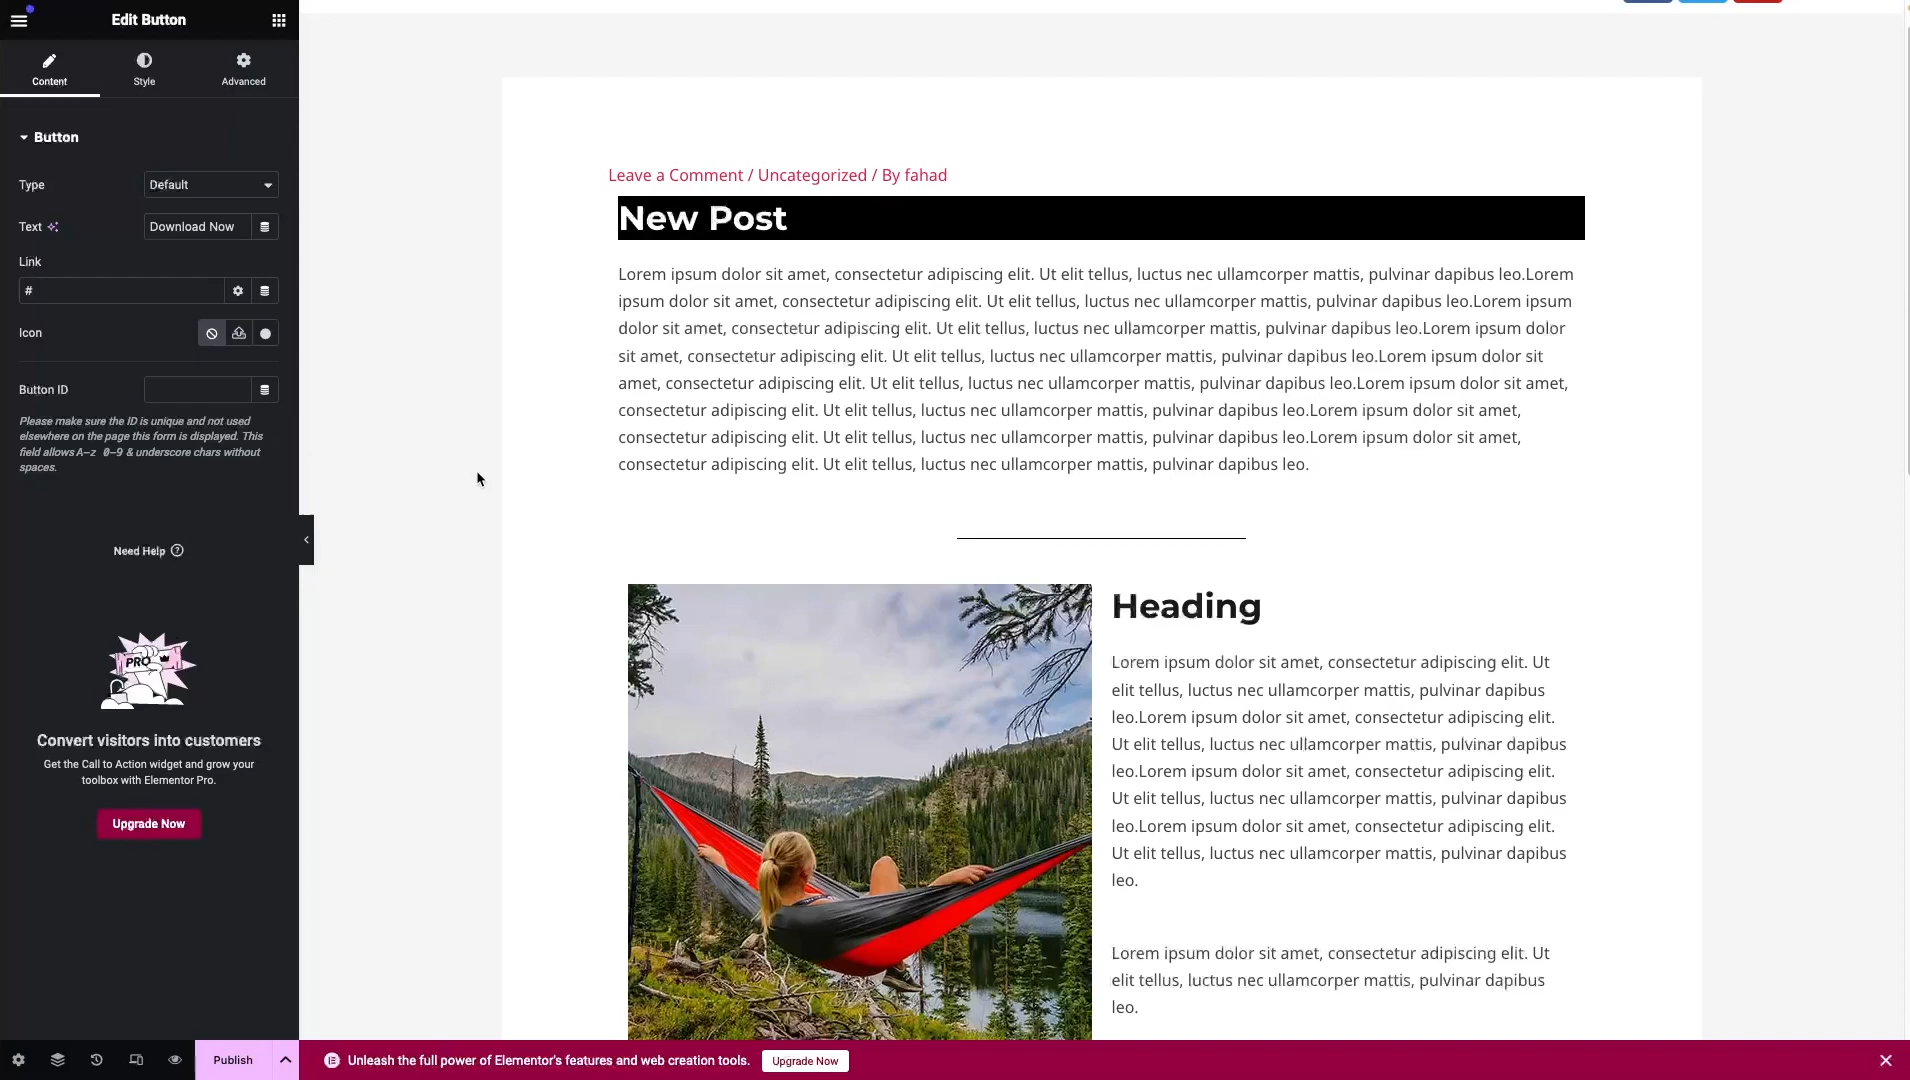 Edit Button
Content
Style
Advanced
Button
Type
Default
Text
Download Now
Link
#
Icon
Button ID
Please make sure the ID is unique and not used
elsewhere on the page this form is displayed. This
field allows A-z 0-9 & underscore chars without
spaces.
Need Help
PRO
Convert visitors into customers
Get the Call to Action widget and grow your
toolbox with Elementor Pro.
Upgrade Now
Publish
Leave a Comment / Uncategorized / By fahad
New Post
Lorem ipsum dolor sit amet, consectetur adipiscing elit. Ut elit tellus, luctus nec ullamcorper mattis, pulvinar dapibus leo.Lorem
ipsum dolor sit amet, consectetur adipiscing elit. Ut elit tellus, luctus nec ullamcorper mattis, pulvinar dapibus leo.Lorem ipsum
dolor sit amet, consectetur adipiscing elit. Ut elit tellus, luctus nec ullamcorper mattis, pulvinar dapibus leo.Lorem ipsum dolor
sit amet, consectetur adipiscing elit. Ut elit tellus, luctus nec ullamcorper mattis, pulvinar dapibus leo.Lorem ipsum dolor sit
amet, consectetur adipiscing elit. Ut elit tellus, luctus nec ullamcorper mattis, pulvinar dapibus leo.Lorem ipsum dolor sit amet,
consectetur adipiscing elit. Ut elit tellus, luctus nec ullamcorper mattis, pulvinar dapibus leo.Lorem ipsum dolor sit amet,
consectetur adipiscing elit. Ut elit tellus, luctus nec ullamcorper mattis, pulvinar dapibus leo.Lorem ipsum dolor sit amet,
consectetur adipiscing elit. Ut elit tellus, luctus nec ullamcorper mattis, pulvinar dapibus leo.
Heading
Lorem ipsum dolor sit amet, consectetur adipiscing elit. Ut
elit tellus, luctus nec ullamcorper mattis, pulvinar dapibus
leo.Lorem ipsum dolor sit amet, consectetur adipiscing elit.
Ut elit tellus, luctus nec ullamcorper mattis, pulvinar dapibus
leo.Lorem ipsum dolor sit amet, consectetur adipiscing elit.
Ut elit tellus, luctus nec ullamcorper mattis, pulvinar dapibus
leo.Lorem ipsum dolor sit amet, consectetur adipiscing elit.
Ut elit tellus, luctus nec ullamcorper mattis, pulvinar dapibus
leo.
Lorem ipsum dolor sit amet, consectetur adipiscing elit. Ut
elit tellus, luctus nec ullamcorper mattis, pulvinar dapibus
leo.
Unleash the full power of Elementor's features and web creation tools.
Upgrade Now